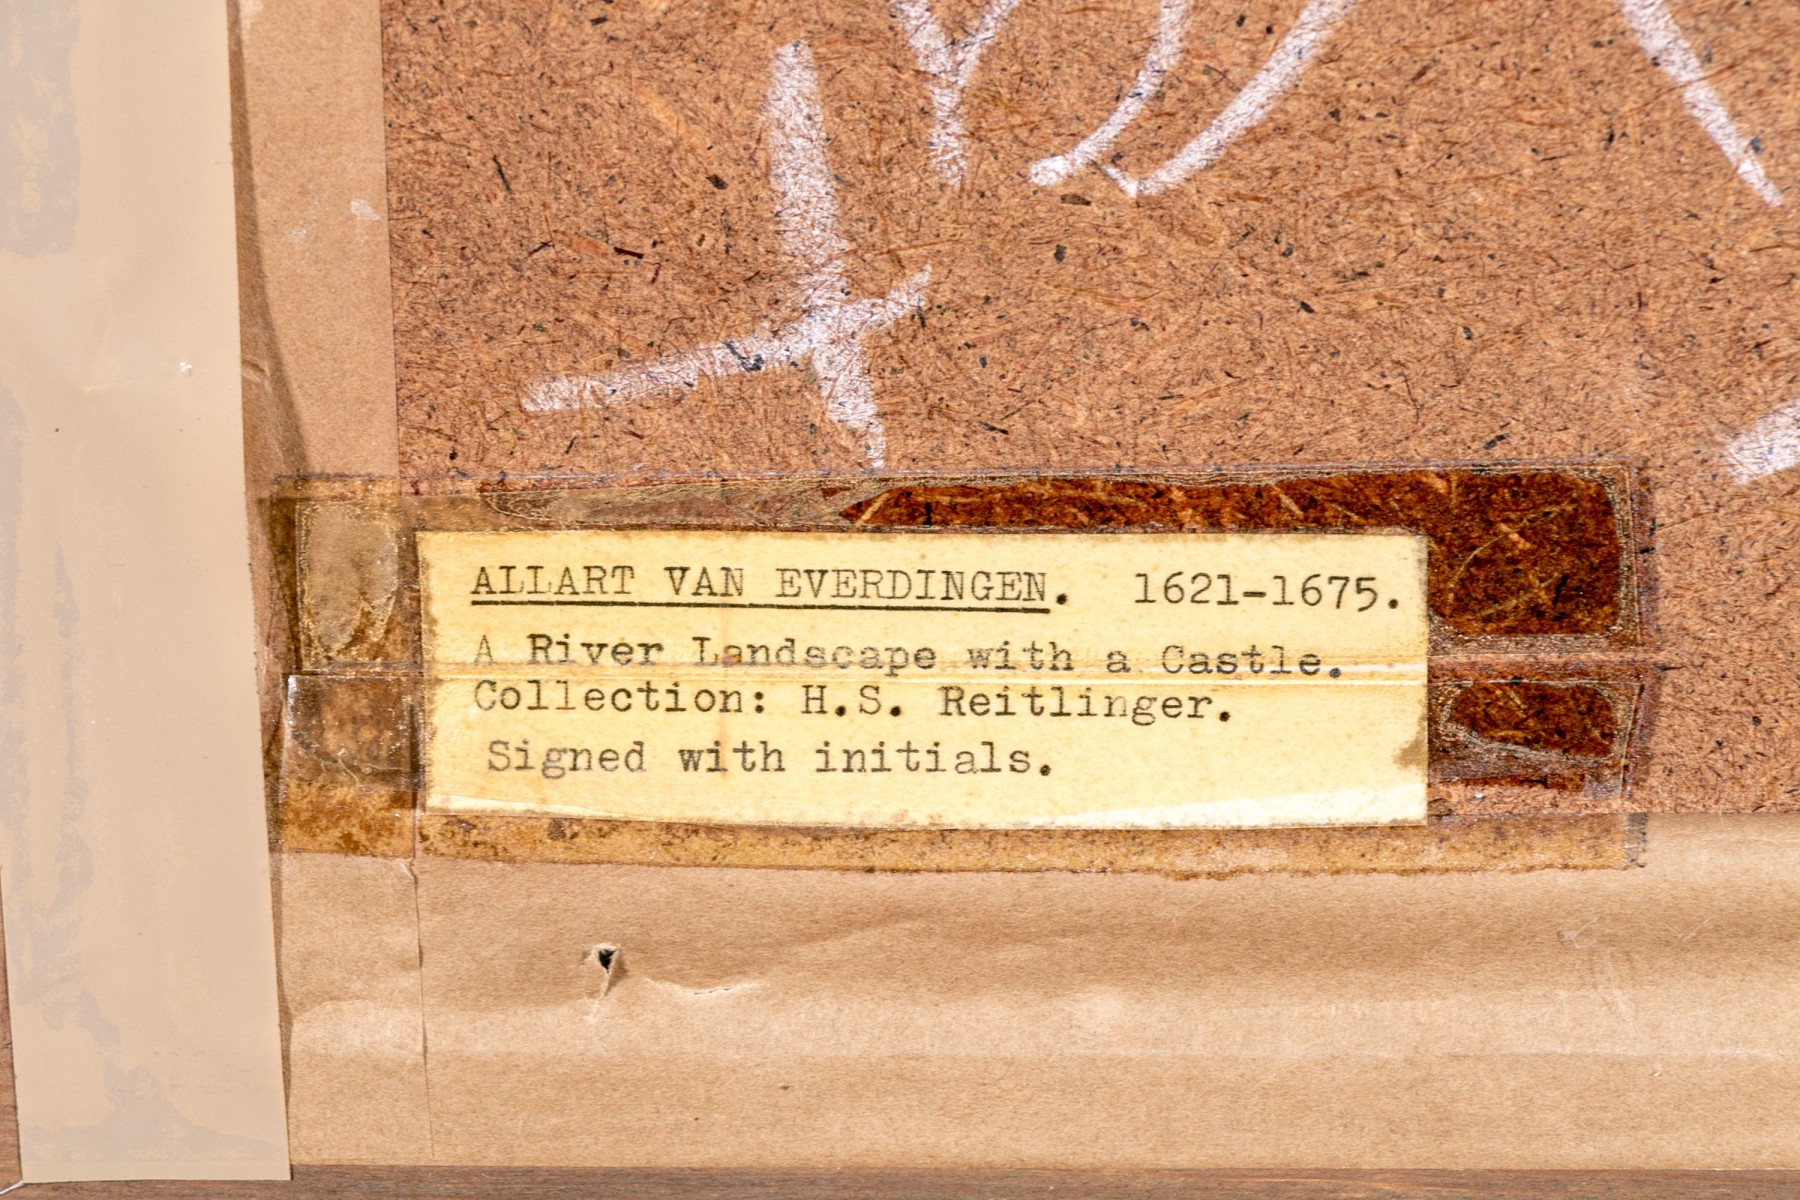 ALLART VAN EVERDINGEN. 1621-1675.
A River Landscape with a Castle.
Collection: H.S. Reitlinger.
Signed with initials.